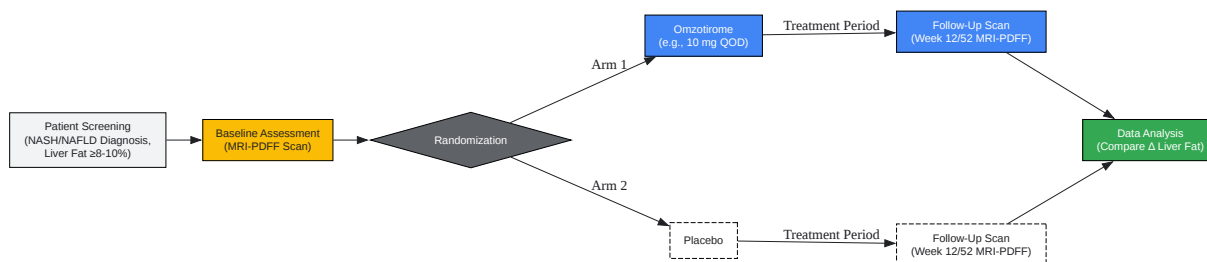 Patient Screening
(NASH/NAFLD Diagnosis,
Liver Fat ≥8-10%)
Baseline Assessment
(MRI-PDFF Scan)
Randomization
Arm 1
Omzotirome
(e.g., 10 mg QOD)
Treatment Period
Follow-Up Scan
(Week 12/52 MRI-PDFF)
Arm 2
Placebo
Treatment Period
Follow-Up Scan
(Week 12/52 MRI-PDFF)
Data Analysis
(Compare Δ Liver Fat)